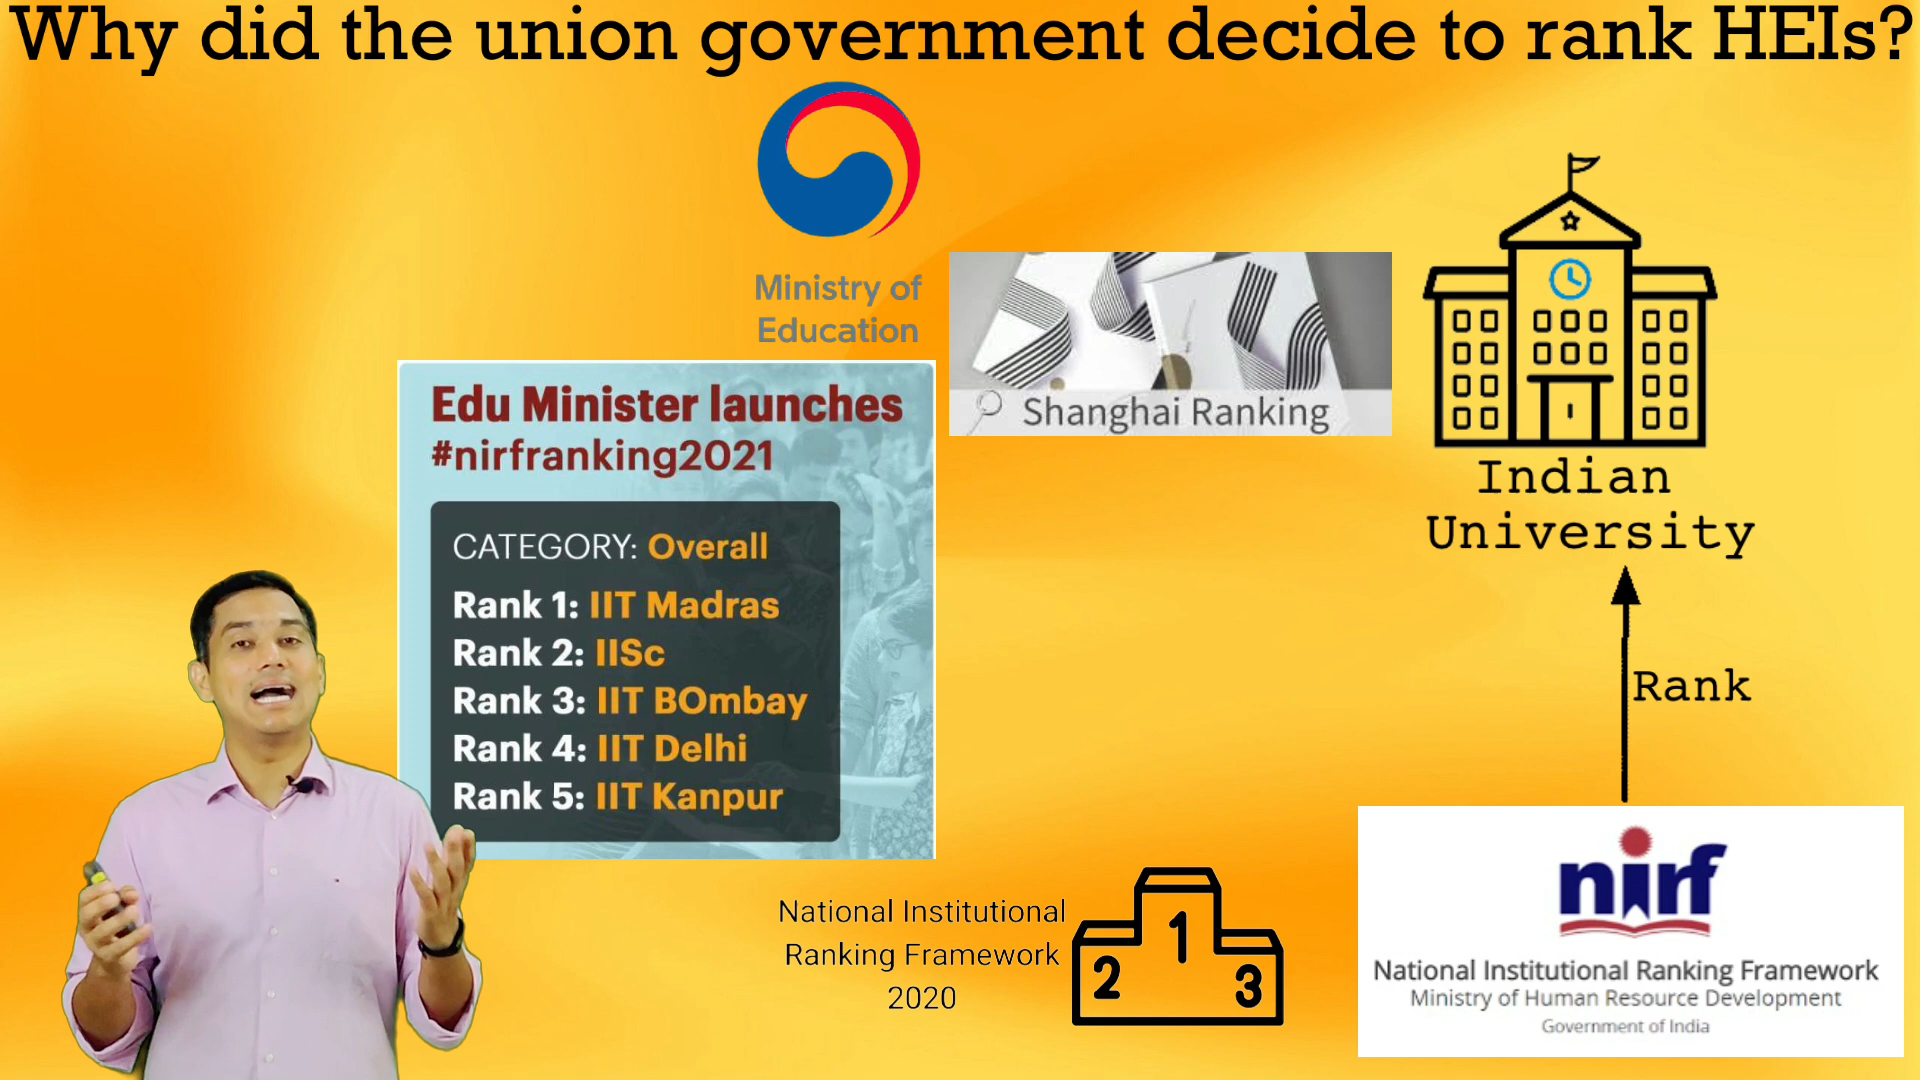 Why did the union government decide to rank HEIs?
Ministry of
Education
Shanghai Ranking
Edu Minister launches
#nirfranking2021
CATEGORY: Overall
Rank 1: IIT Madras
Rank 2: IISc
Rank 3: IIT BOmbay
Rank 4: IIT Delhi
Rank 5: IIT Kanpur
Indian
University
Rank
National Institutional
Ranking Framework
2020
1
2
3
nirf
National Institutional Ranking Framework
Ministry of Human Resource Development
Government of India